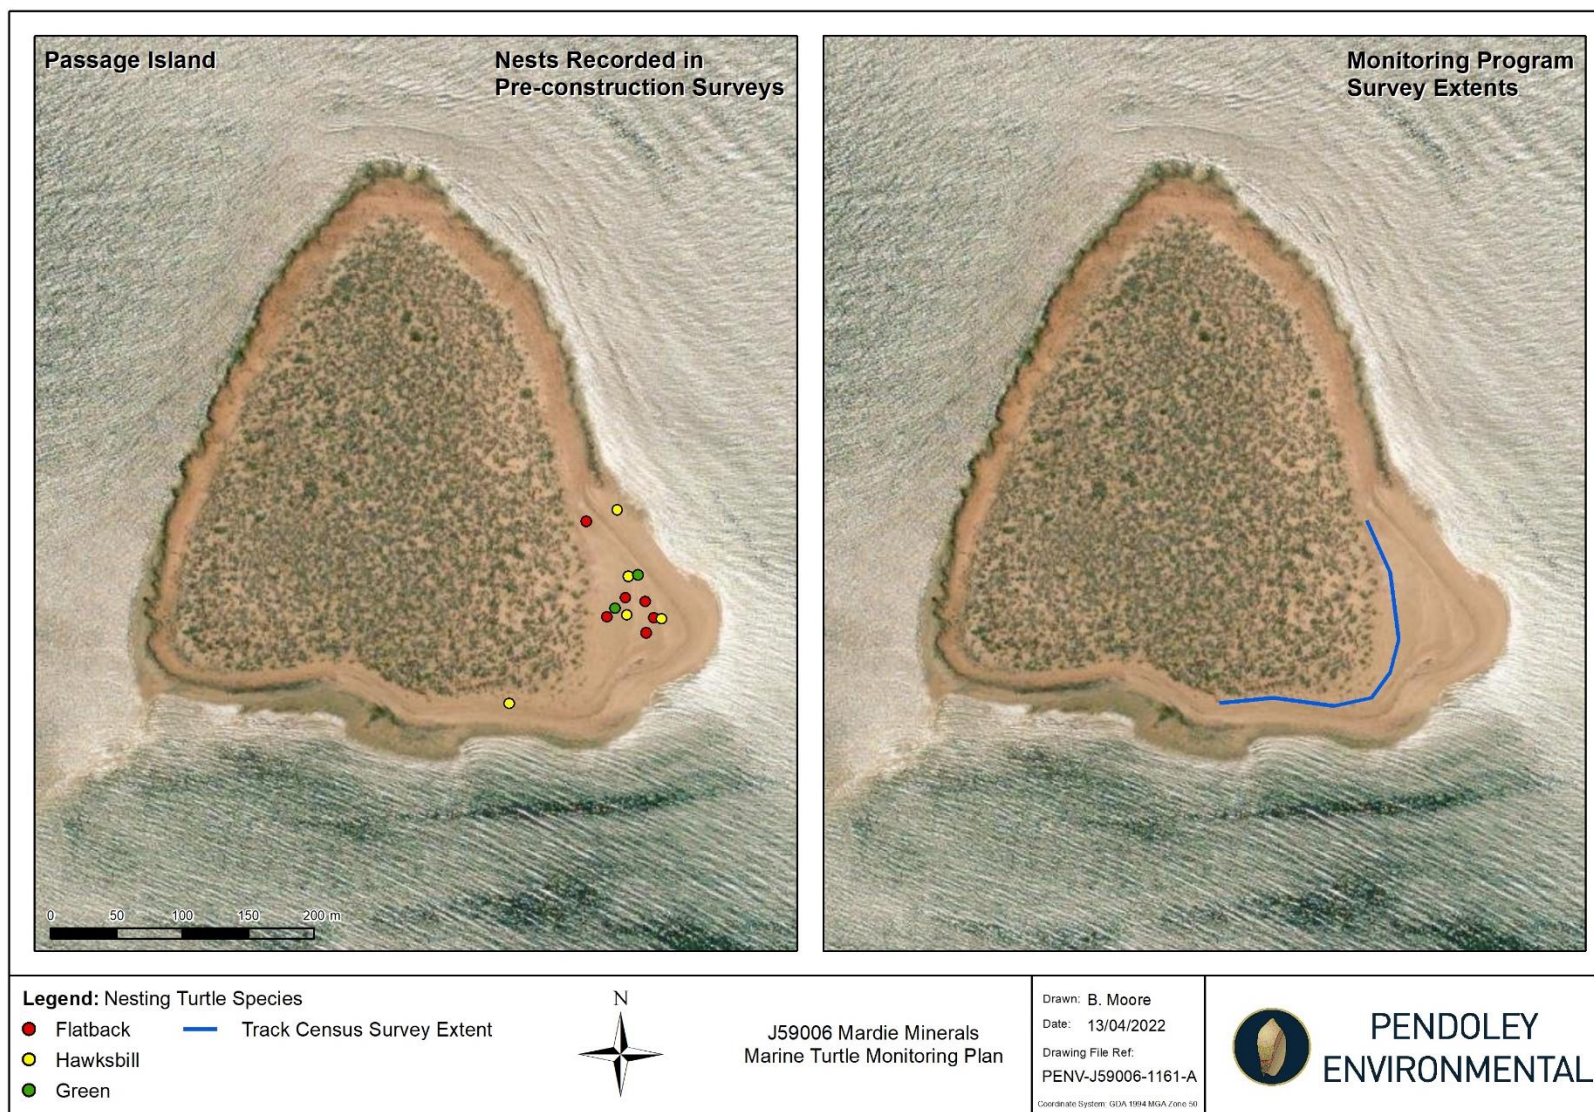 Passage Island
Nests Recorded in
Pre-construction Surveys
Monitoring Program
Survey Extents
0 50 100 150 200 m
Legend: Nesting Turtle Species
Flatback
Track Census Survey Extent
Hawksbill
Green
N
J59006 Mardie Minerals
Marine Turtle Monitoring Plan
Drawn: B. Moore
Date: 13/04/2022
Drawing File Ref:
PENV-J59006-1161-A
Coordinate System: GDA 1994 MGA Zone 50
PENDOLEY
ENVIRONMENTAL